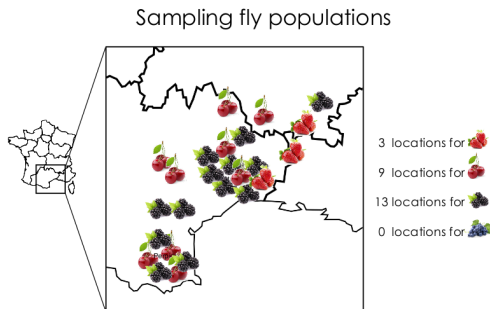 Sampling fly populations
3 locations for
9 locations for
13 locations for
0 locations for